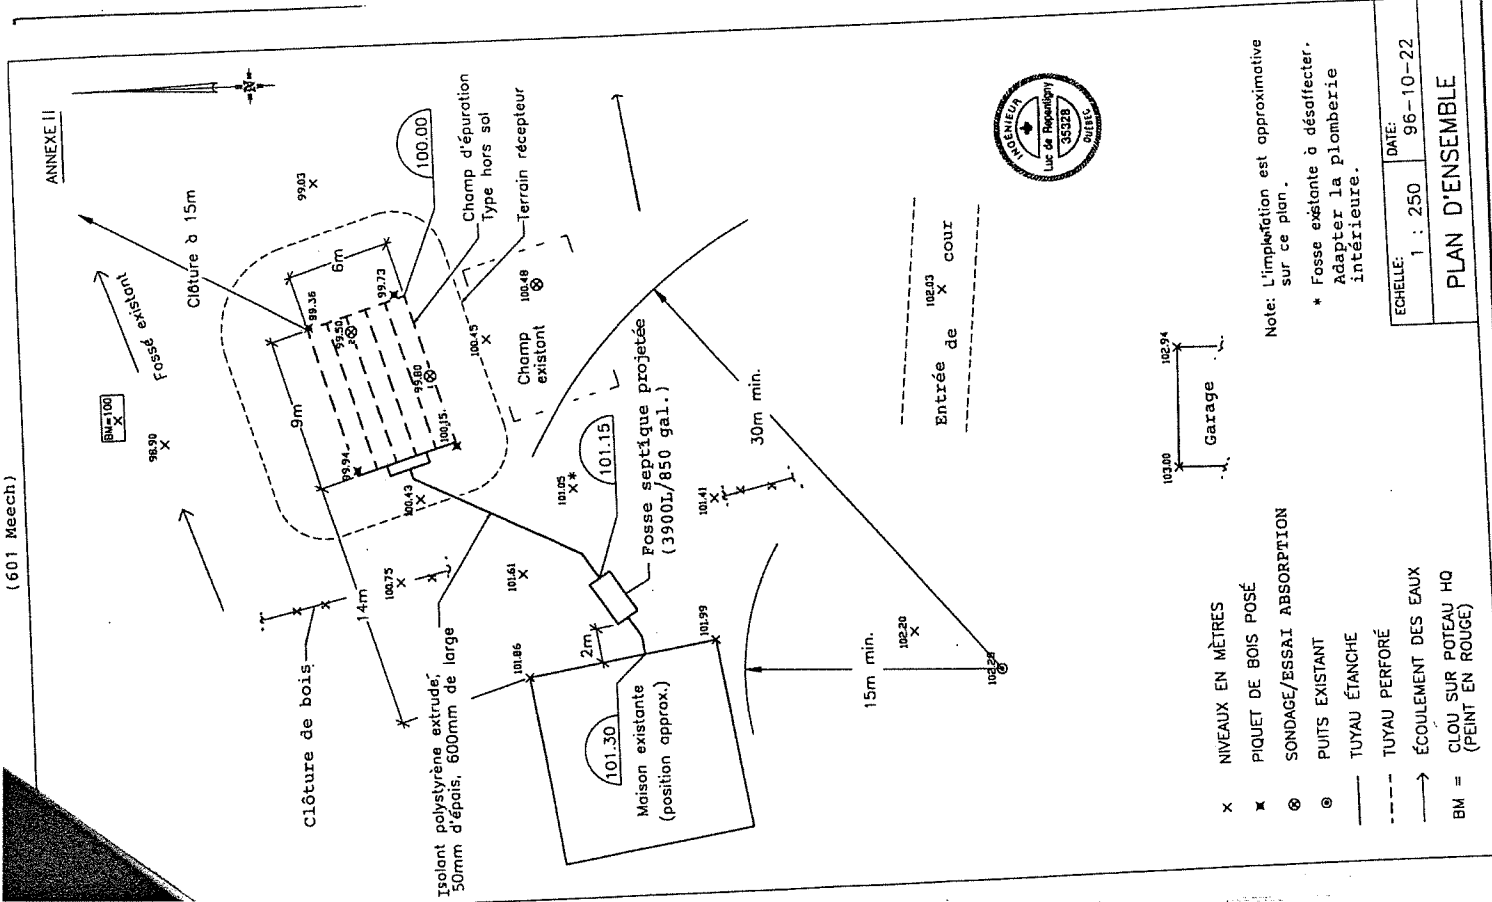 (601 Meech)
ANNEXE II
N
Clôture à 15m
Fossé existant
BM=100
98.90
99.03
100.00
Champ d'épuration
Type hors sol
Terrain récepteur
6m
9m
99.36
99.50
99.73
99.80
99.94
100.15
100.43
100.45
100.48
Champ
existant
14m
100.75
Clôture de bois
101.61
101.05
*
101.15
Fosse septique projetée
(3900L/850 gal.)
Isolant polystyrène extrudé,
50mm d'épais, 600mm de large
2m
101.86
101.99
101.30
Maison existante
(position approx.)
101.41
30m min.
15m min.
102.20
102.28
Entrée de cour
102.03
103.00
102.94
Garage
INGÉNIEUR
Luc de Repentigny
35328
QUÉBEC
NIVEAUX EN MÈTRES
PIQUET DE BOIS POSÉ
SONDAGE/ESSAI ABSORPTION
PUITS EXISTANT
TUYAU ÉTANCHE
TUYAU PERFORÉ
ÉCOULEMENT DES EAUX
BM = CLOU SUR POTEAU HQ
(PEINT EN ROUGE)
Note: L'implantation est approximative
sur ce plan.
* Fosse existante à désaffecter.
Adapter la plomberie
intérieure.
ECHELLE:
1 : 250
DATE:
96-10-22
PLAN D'ENSEMBLE